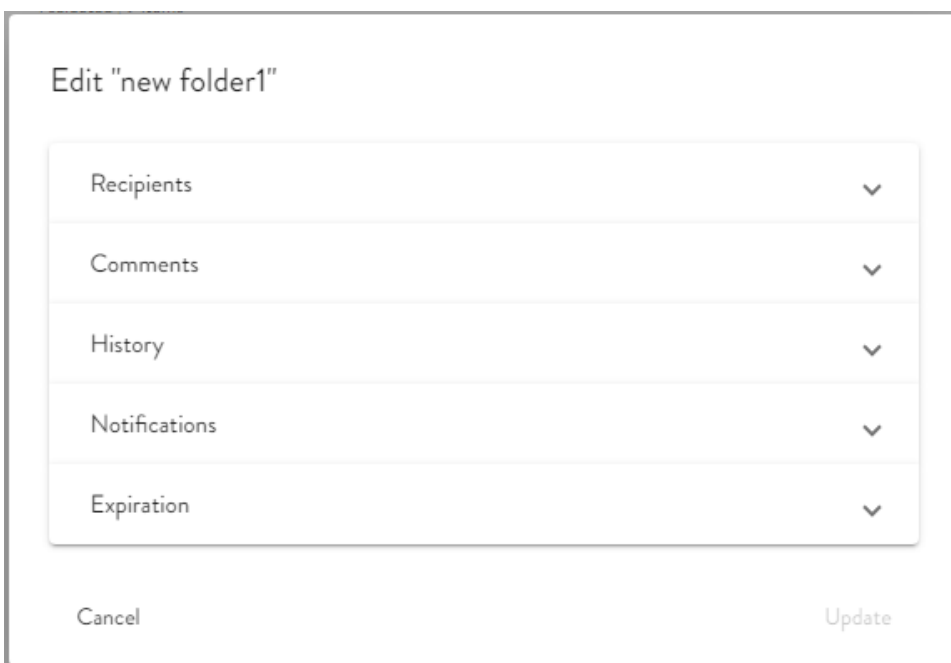 Edit "new folder1"
Recipients
Comments
History
Notifications
Expiration
Cancel
Update